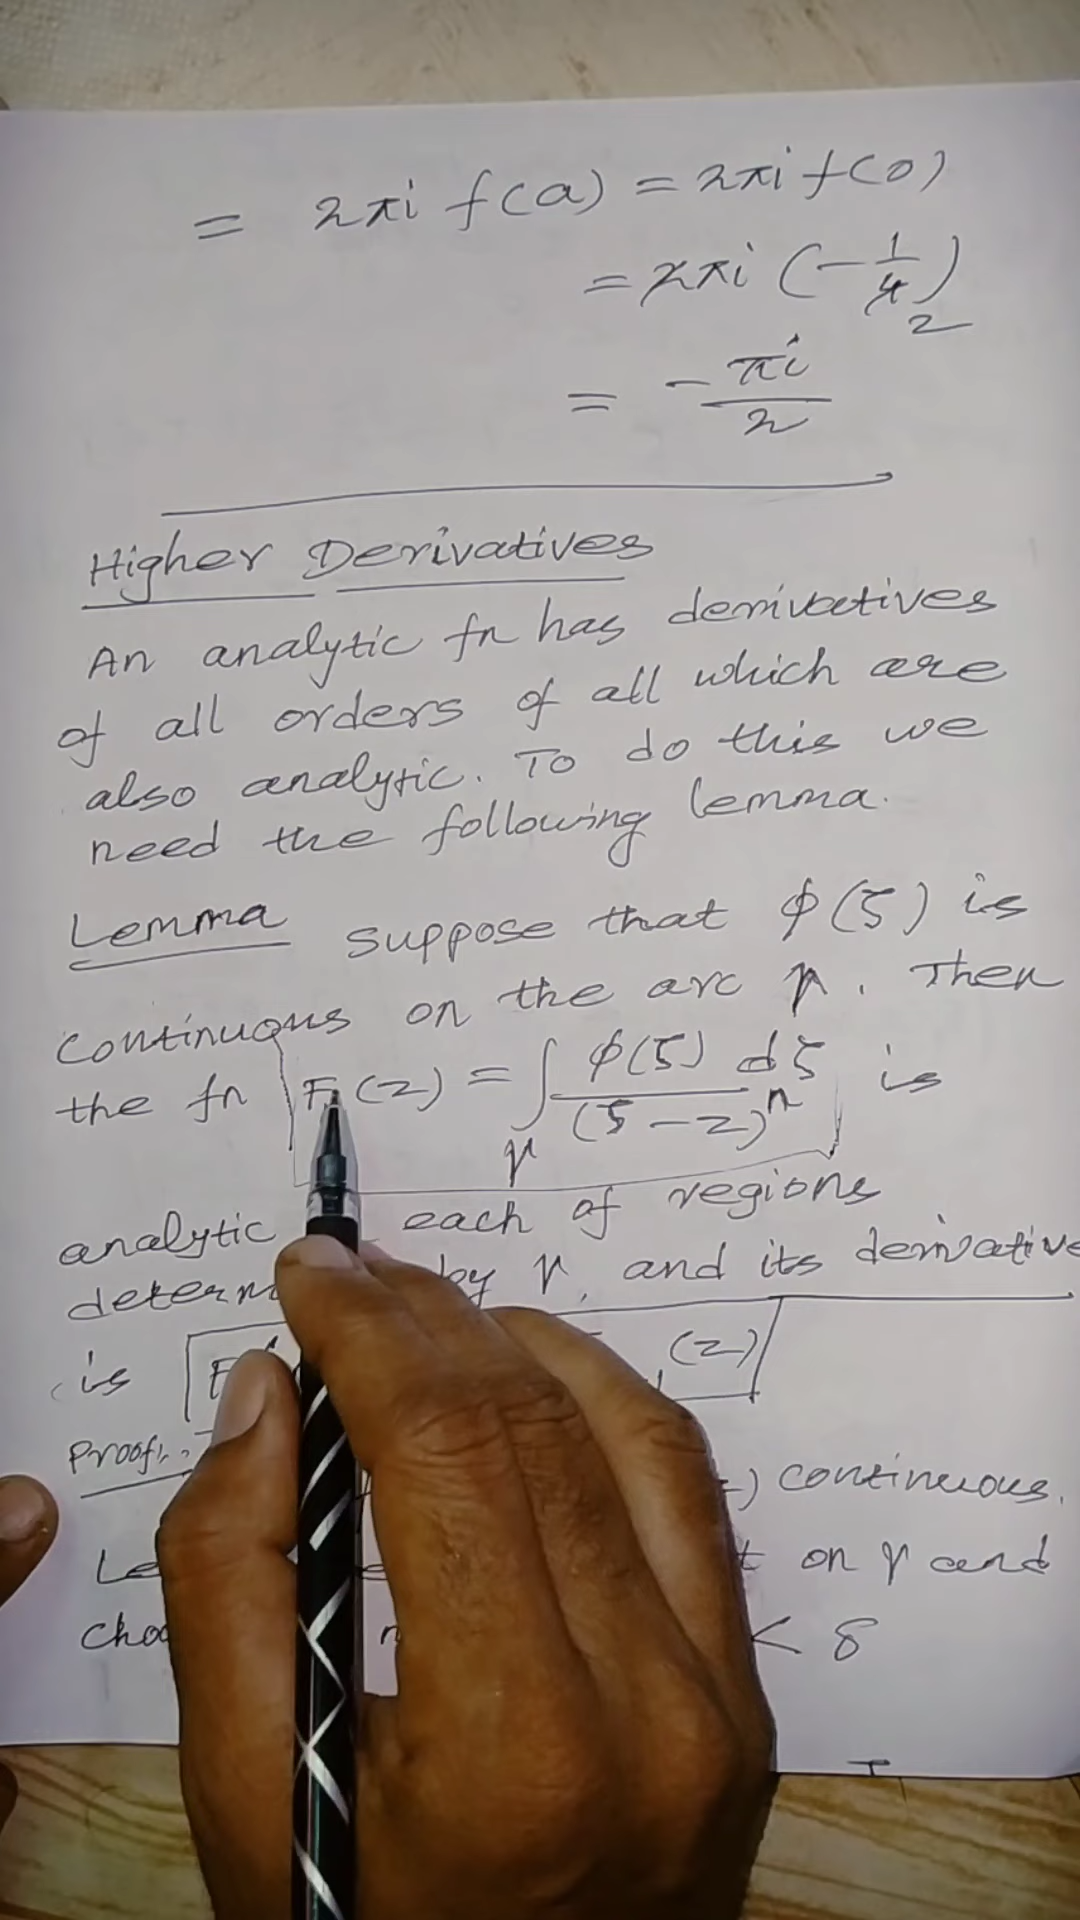 = 2πi f(a) = 2πi f(0)
= 2πi (-1/4) 2
= -πi/2
Higher Derivatives
An analytic fn has derivatives
of all orders of all which are
also analytic. To do this we
need the following lemma.
Lemma suppose that φ(ζ) is
continuous on the arc γ. Then
the fn F (z) = ∫γ φ(ζ) dζ/(ζ-z)^n is
analytic each of regions
by γ, and its derivative
is (z)
Proof:
continuous.
on γ and
< δ